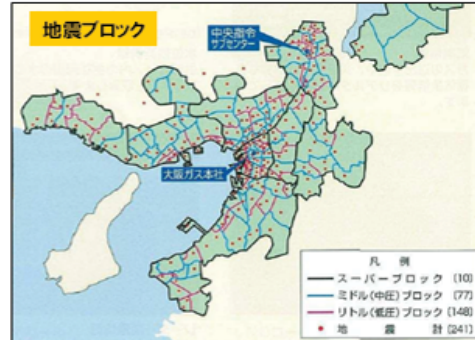 地震ブロック
中央指令
サブセンター
大阪ガス本社
凡例
スーパーブロック (10)
ミドル(中圧)ブロック (77)
リトル(低圧)ブロック (148)
地震計 (241)